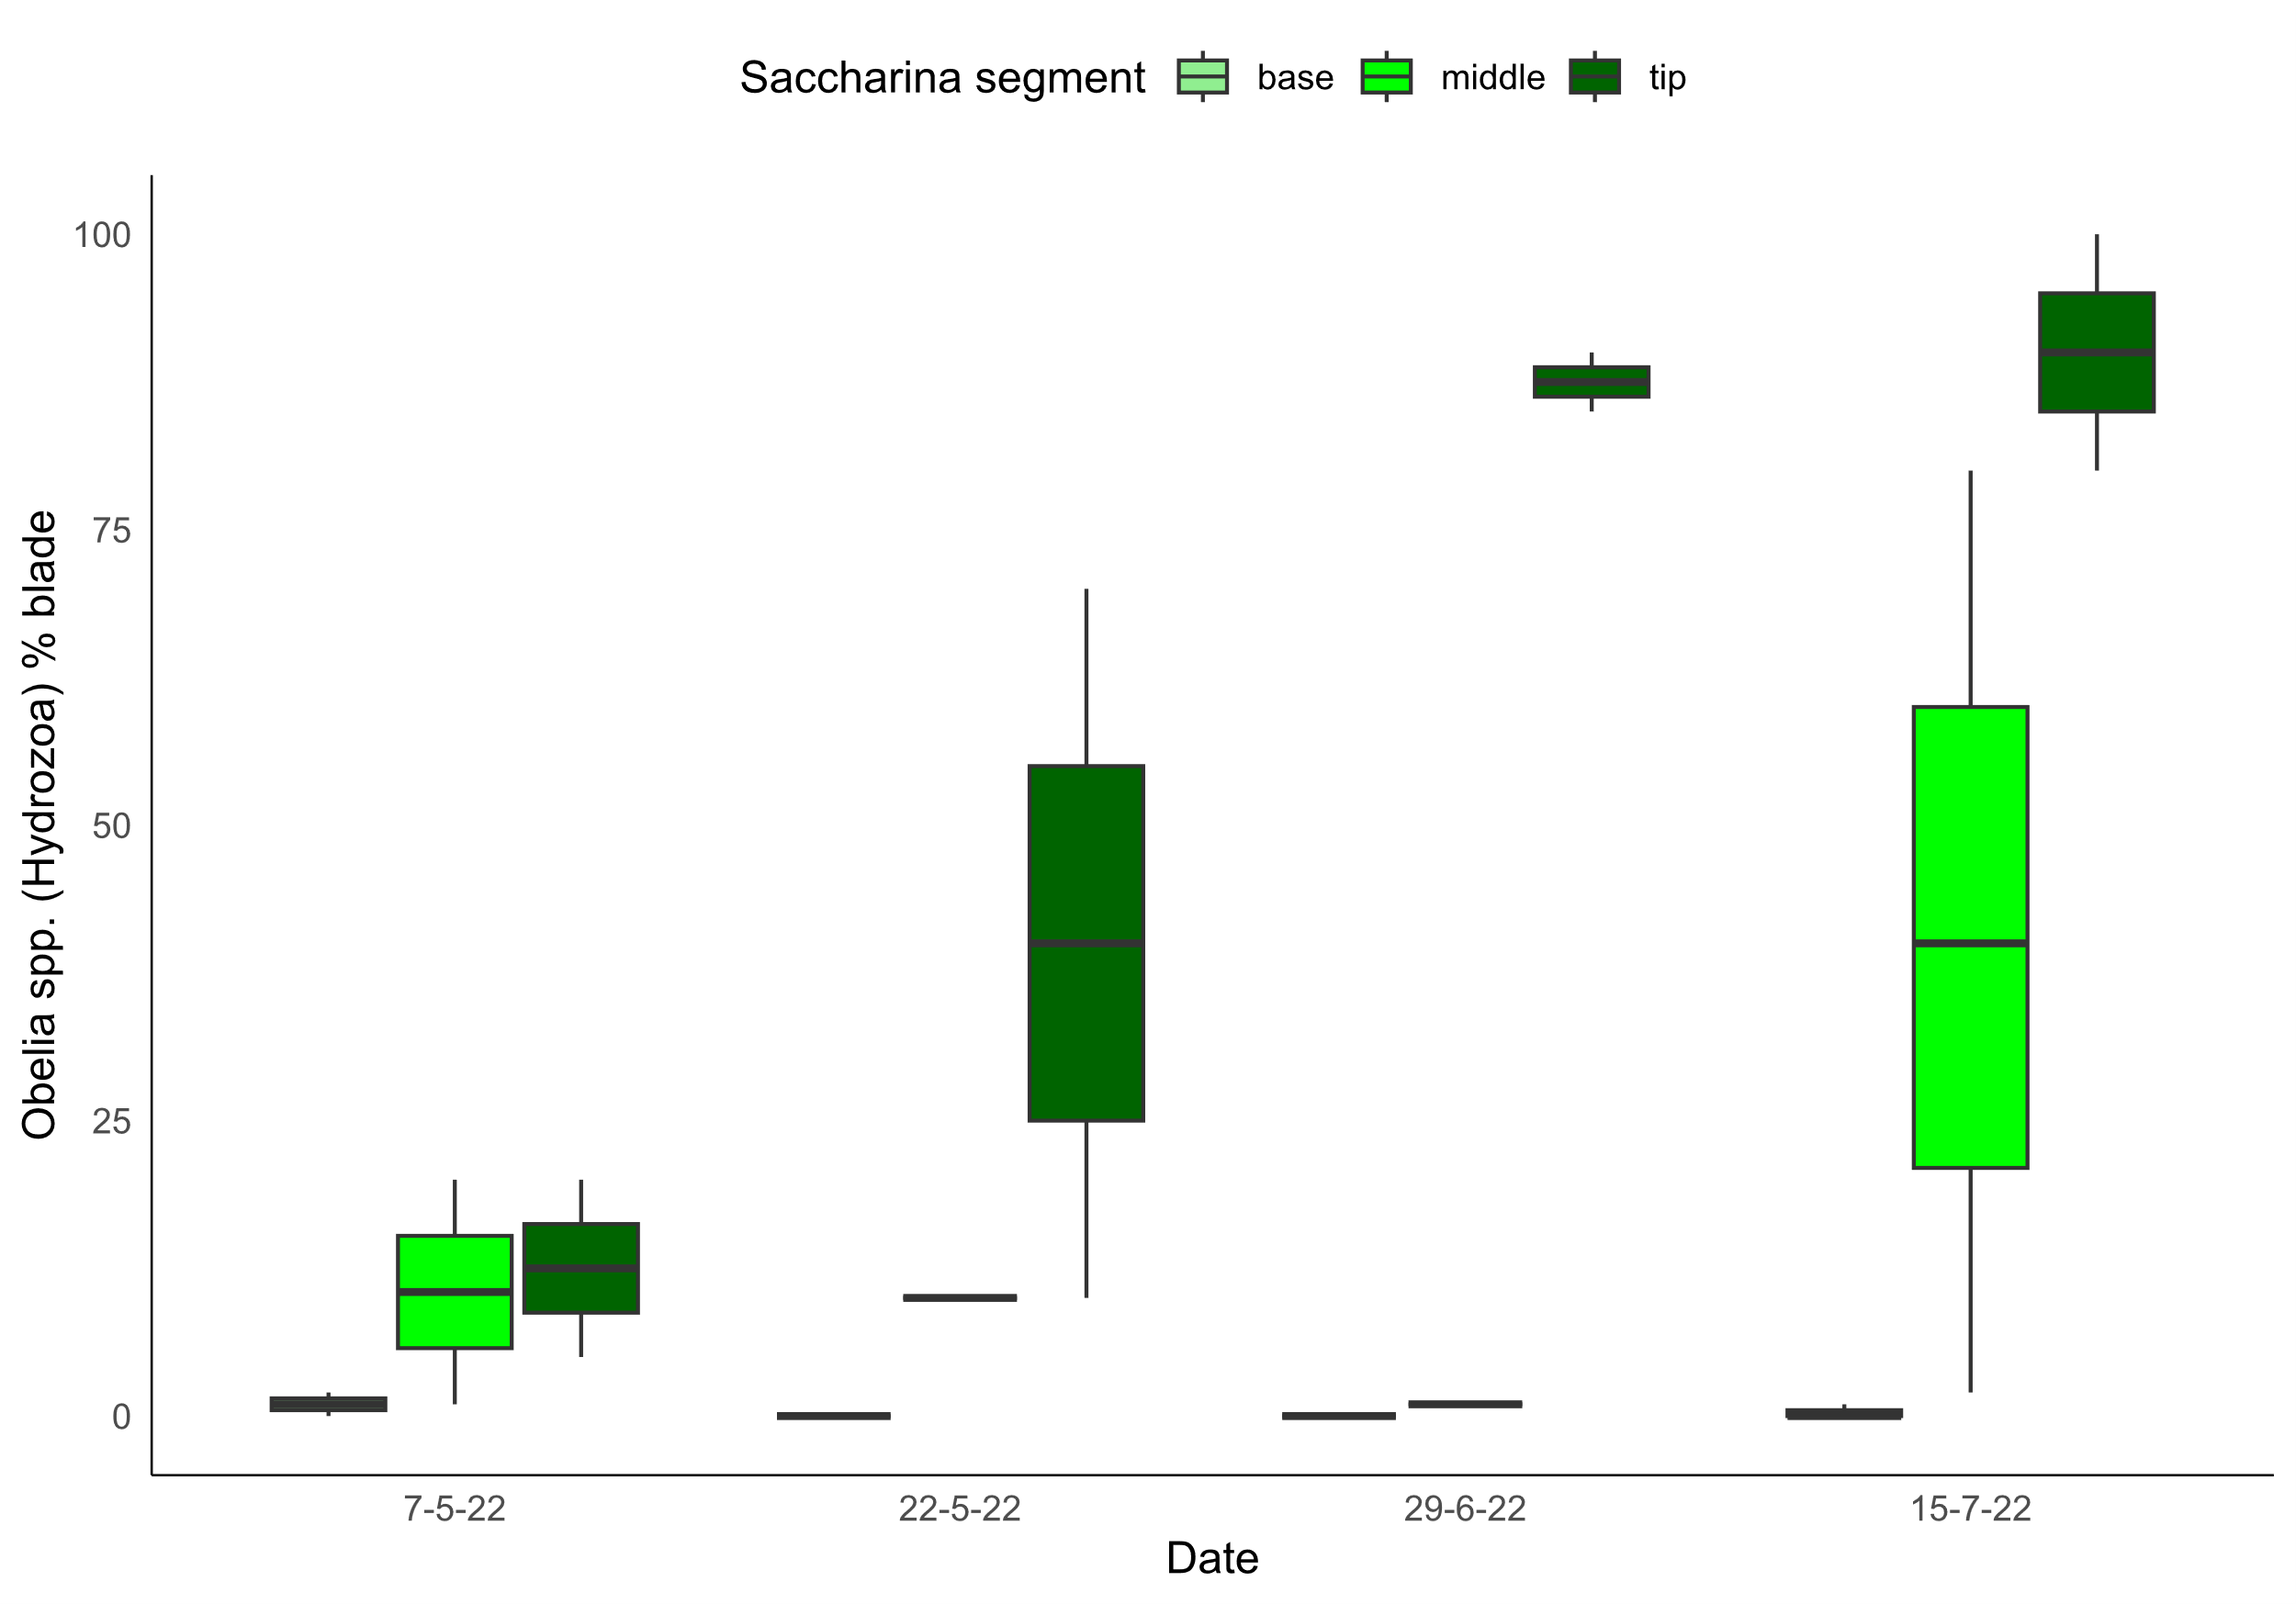 Saccharina segment base middle tip
Obelia spp. (Hydrozoa) % blade
100
75
50
25
0
7-5-22 22-5-22 29-6-22 15-7-22
Date